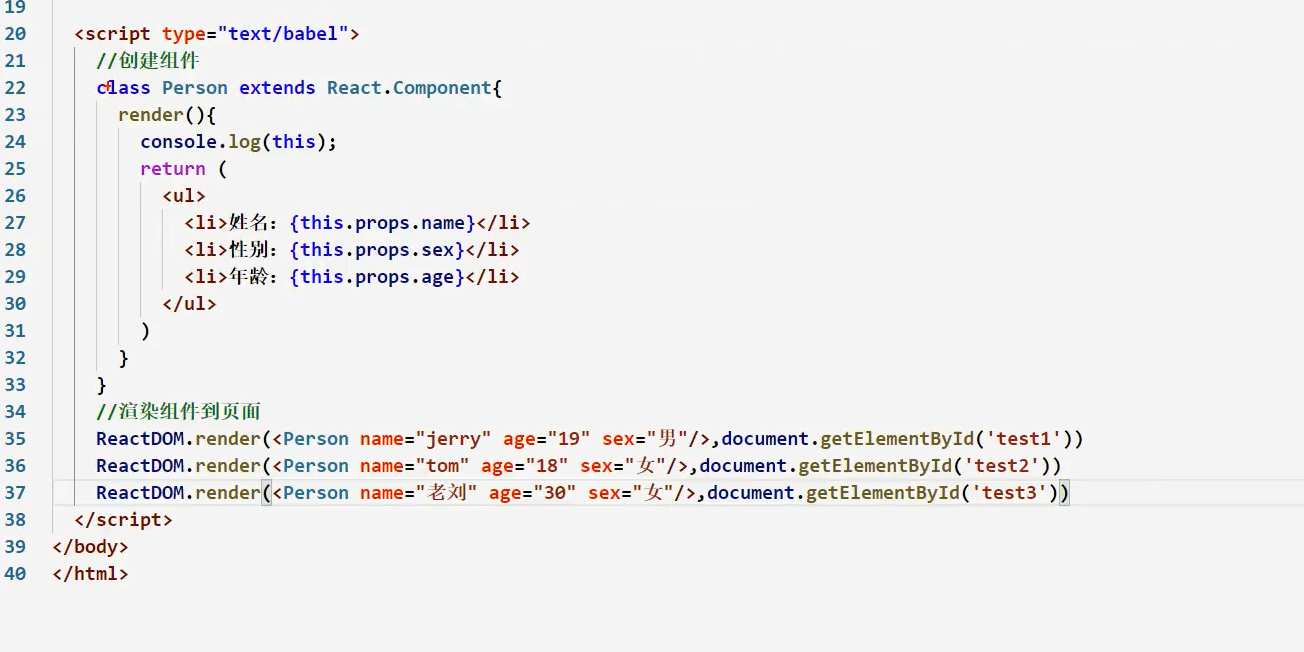 19
20 <script type="text/babel">
21 //创建组件
22 class Person extends React.Component{
23 render(){
24 console.log(this);
25 return (
26 <ul>
27 <li>姓名：{this.props.name}</li>
28 <li>性别：{this.props.sex}</li>
29 <li>年龄：{this.props.age}</li>
30 </ul>
31 )
32 }
33 }
34 //渲染组件到页面
35 ReactDOM.render(<Person name="jerry" age="19" sex="男"/>,document.getElementById('test1'))
36 ReactDOM.render(<Person name="tom" age="18" sex="女"/>,document.getElementById('test2'))
37 ReactDOM.render(<Person name="老刘" age="30" sex="女"/>,document.getElementById('test3'))
38 </script>
39 </body>
40 </html>